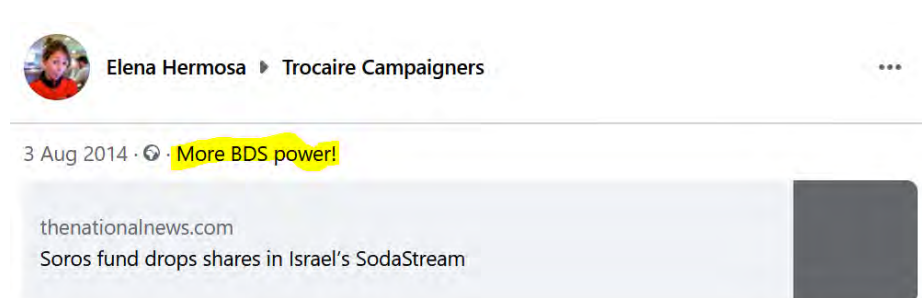 Elena Hermosa ▸ Trocaire Campaigners
3 Aug 2014 · More BDS power!
thenationalnews.com
Soros fund drops shares in Israel's SodaStream